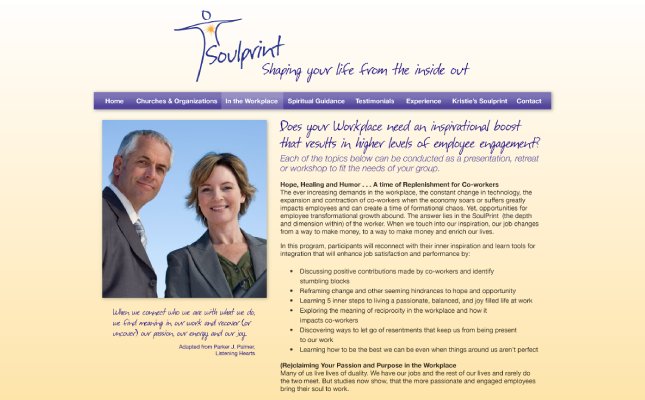 Soulprint
Shaping your life from the inside out
Home Churches & Organizations In the Workplace Spiritual Guidance Testimonials Experience Kristie's Soulprint Contact
Does your Workplace need an inspirational boost
that results in higher levels of employee engagement?
Each of the topics below can be conducted as a presentation, retreat
or workshop to fit the needs of your group.
Hope, Healing and Humor . . . A time of Replenishment for Co-workers
The ever increasing demands in the workplace, the constant change in technology, the
expansion and contraction of co-workers when the economy soars or suffers greatly
impacts employees and can create a time of formational chaos. Yet, opportunities for
employee transformational growth abound. The answer lies in the SoulPrint (the depth
and dimension within) of the worker. When we touch into our inspiration, our job changes
from a way to make money, to a way to make money and enrich our lives.
In this program, participants will reconnect with their inner inspiration and learn tools for
integration that will enhance job satisfaction and performance by:
• Discussing positive contributions made by co-workers and identify
stumbling blocks
• Reframing change and other seeming hindrances to hope and opportunity
• Learning 5 inner steps to living a passionate, balanced, and joy filled life at work
• Exploring the meaning of reciprocity in the workplace and how it
impacts co-workers
• Discovering ways to let go of resentments that keep us from being present
to our work
• Learning how to be the best we can be even when things around us aren't perfect
(Re)claiming Your Passion and Purpose in the Workplace
Many of us live lives of duality. We have our jobs and the rest of our lives and rarely do
the two meet. But studies now show, that the more passionate and engaged employees
bring their soul to work.
When we connect who we are with what we do,
we find meaning in our work and recover (or
uncover) our passion, our energy and our joy.
Adapted from Parker J. Palmer,
Listening Hearts